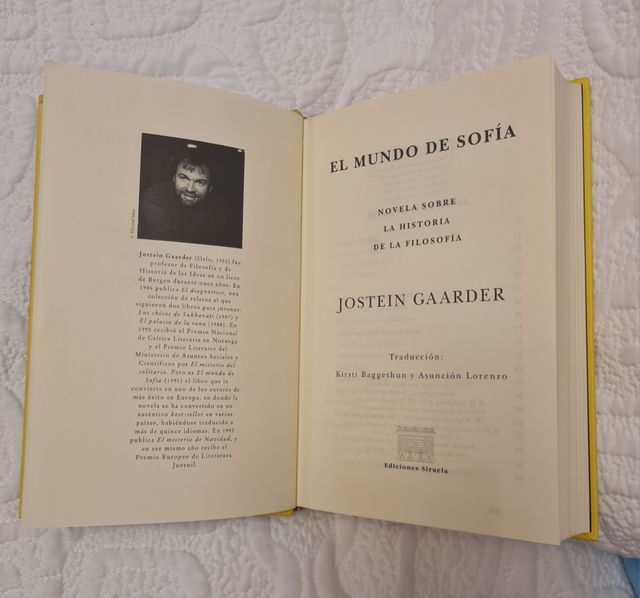 © Håvard Sæbø
Jostein Gaarder (Oslo, 1952) fue
profesor de Filosofía y de
Historia de las Ideas en un liceo
de Bergen durante once años. En
1986 publica El diagnóstico, una
colección de relatos al que
siguieron dos libros para jóvenes:
Los chicos de Sukhavati (1987) y
El palacio de la rana (1988). En
1990 recibió el Premio Nacional
de Crítica Literaria en Noruega
y el Premio Literario del
Ministerio de Asuntos Sociales y
Científicos por El misterio del
solitario. Pero es El mundo de
Sofía (1991) el libro que le
convierte en uno de los autores de
más éxito en Europa, en donde la
novela se ha convertido en un
auténtico best-seller en varios
países, habiéndose traducido a
más de quince idiomas. En 1992
publica El misterio de Navidad, y
en ese mismo año recibe el
Premio Europeo de Literatura
Juvenil.
EL MUNDO DE SOFÍA
NOVELA SOBRE
LA HISTORIA
DE LA FILOSOFÍA
JOSTEIN GAARDER
Traducción:
Kirsti Baggethun y Asunción Lorenzo
Ediciones Siruela